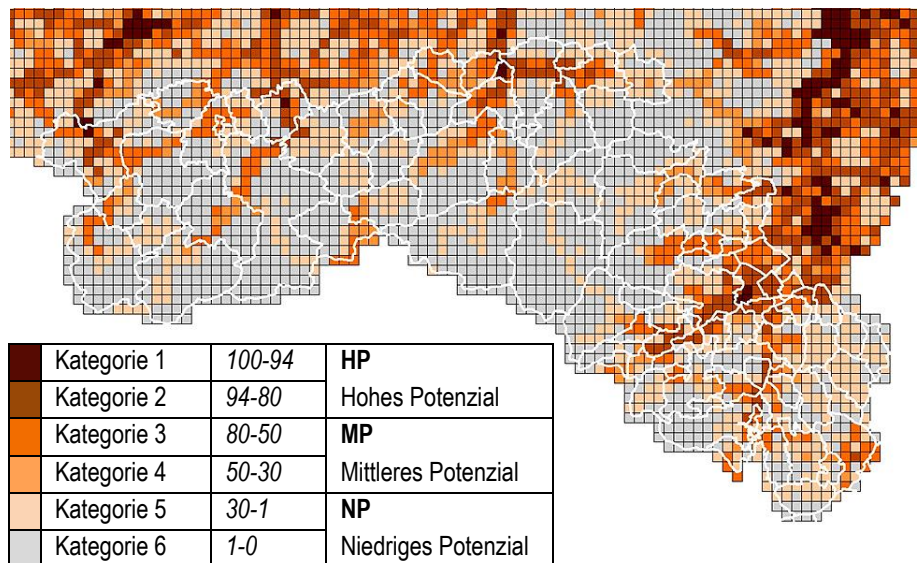 Kategorie 1 100-94 HP
Kategorie 2 94-80 Hohes Potenzial
Kategorie 3 80-50 MP
Kategorie 4 50-30 Mittleres Potenzial
Kategorie 5 30-1 NP
Kategorie 6 1-0 Niedriges Potenzial